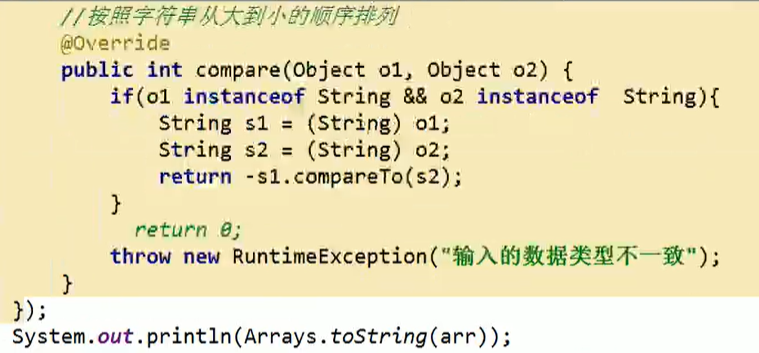 //按照字符串从大到小的顺序排列
@Override
public int compare(Object o1, Object o2) {
if(o1 instanceof String && o2 instanceof  String){
String s1 = (String) o1;
String s2 = (String) o2;
return -s1.compareTo(s2);
}
return 0;
throw new RuntimeException("输入的数据类型不一致");
}
});
System.out.println(Arrays.toString(arr));